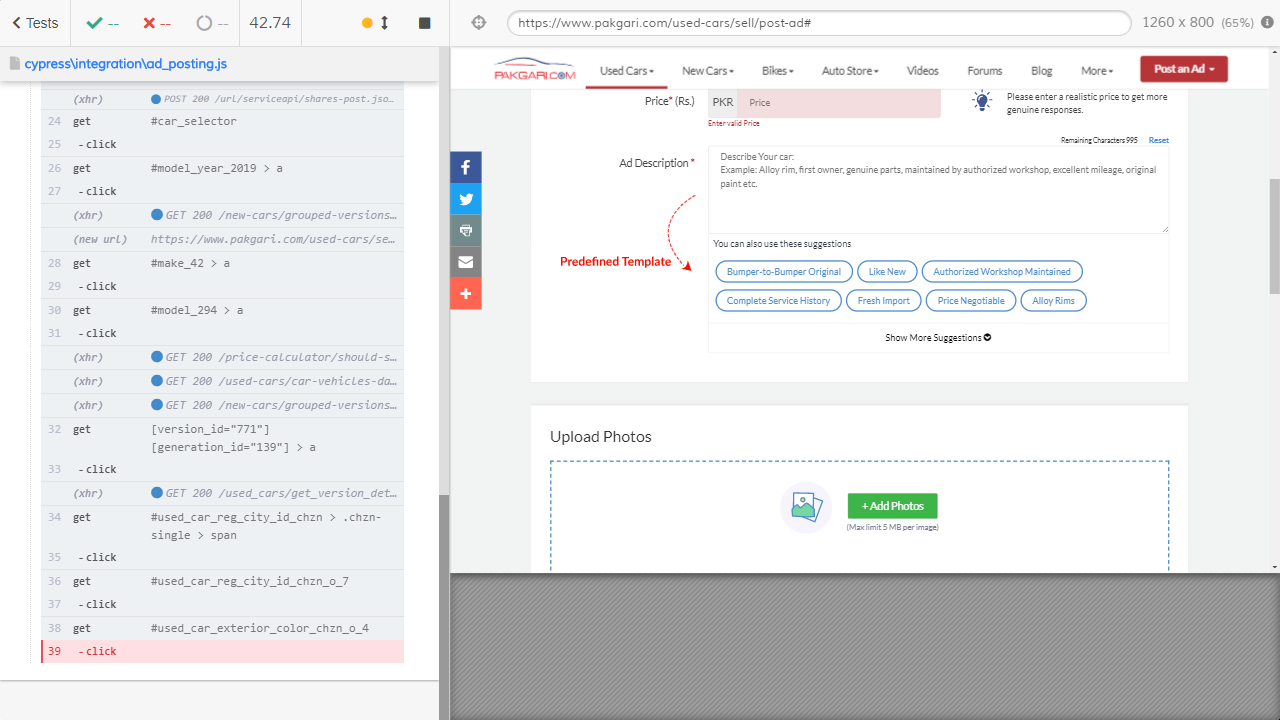 Tests
--
--
--
42.74
https://www.pakgari.com/used-cars/sell/post-ad#
1260 x 800 (65%)
cypress\integration\ad_posting.js
(xhr) POST 200 /url/serviceapi/shares-post.jso…
24 get #car_selector
25 - click
26 get #model_year_2019 > a
27 - click
(xhr) GET 200 /new-cars/grouped-versions…
(new url) https://www.pakgari.com/used-cars/se…
28 get #make_42 > a
29 - click
30 get #model_294 > a
31 - click
(xhr) GET 200 /price-calculator/should-s…
(xhr) GET 200 /used-cars/car-vehicles-da…
(xhr) GET 200 /new-cars/grouped-versions…
32 get [version_id="771"]
[generation_id="139"] > a
33 - click
(xhr) GET 200 /used_cars/get_version_det…
34 get #used_car_reg_city_id_chzn > .chzn-
single > span
35 - click
36 get #used_car_reg_city_id_chzn_o_7
37 - click
38 get #used_car_exterior_color_chzn_o_4
39 - click
PAKGARI.COM
Used Cars
New Cars
Bikes
Auto Store
Videos
Forums
Blog
More
Post an Ad
Price* (Rs.)
PKR
Price
Enter valid Price
Please enter a realistic price to get more
genuine responses.
Remaining Characters 995
Reset
Ad Description *
Describe Your car:
Example: Alloy rim, first owner, genuine parts, maintained by authorized workshop, excellent mileage, original
paint etc.
You can also use these suggestions
Predefined Template
Bumper-to-Bumper Original
Like New
Authorized Workshop Maintained
Complete Service History
Fresh Import
Price Negotiable
Alloy Rims
Show More Suggestions
Upload Photos
+ Add Photos
(Max limit 5 MB per image)